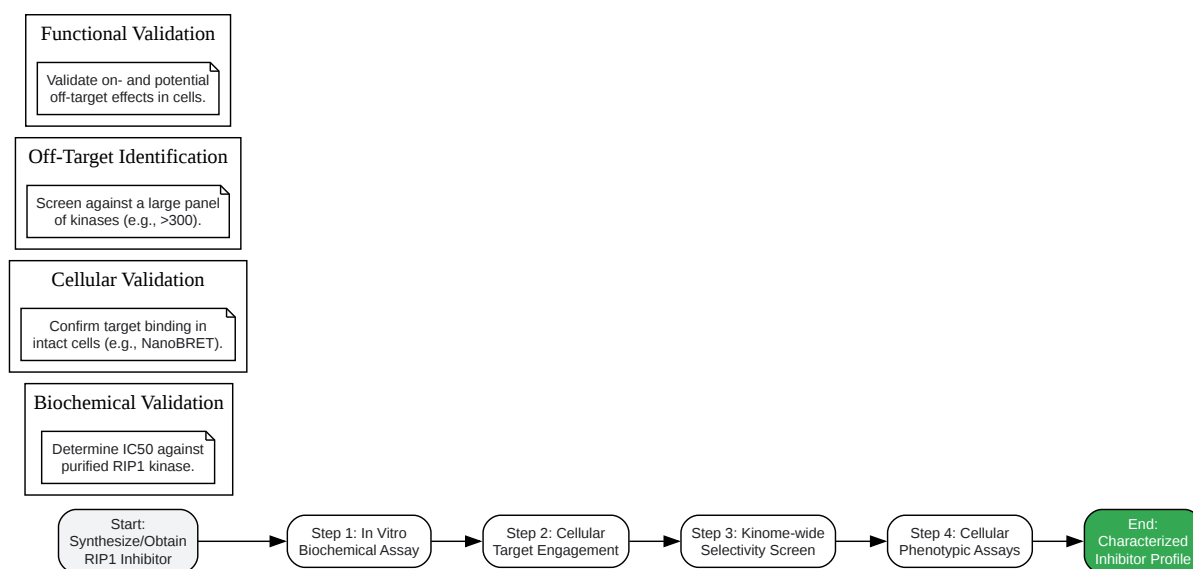 Functional Validation
Validate on- and potential
off-target effects in cells.
Off-Target Identification
Screen against a large panel
of kinases (e.g., >300).
Cellular Validation
Confirm target binding in
intact cells (e.g., NanoBRET).
Biochemical Validation
Determine IC50 against
purified RIP1 kinase.
Start:
Synthesize/Obtain
RIP1 Inhibitor
Step 1: In Vitro
Biochemical Assay
Step 2: Cellular
Target Engagement
Step 3: Kinome-wide
Selectivity Screen
Step 4: Cellular
Phenotypic Assays
End:
Characterized
Inhibitor Profile